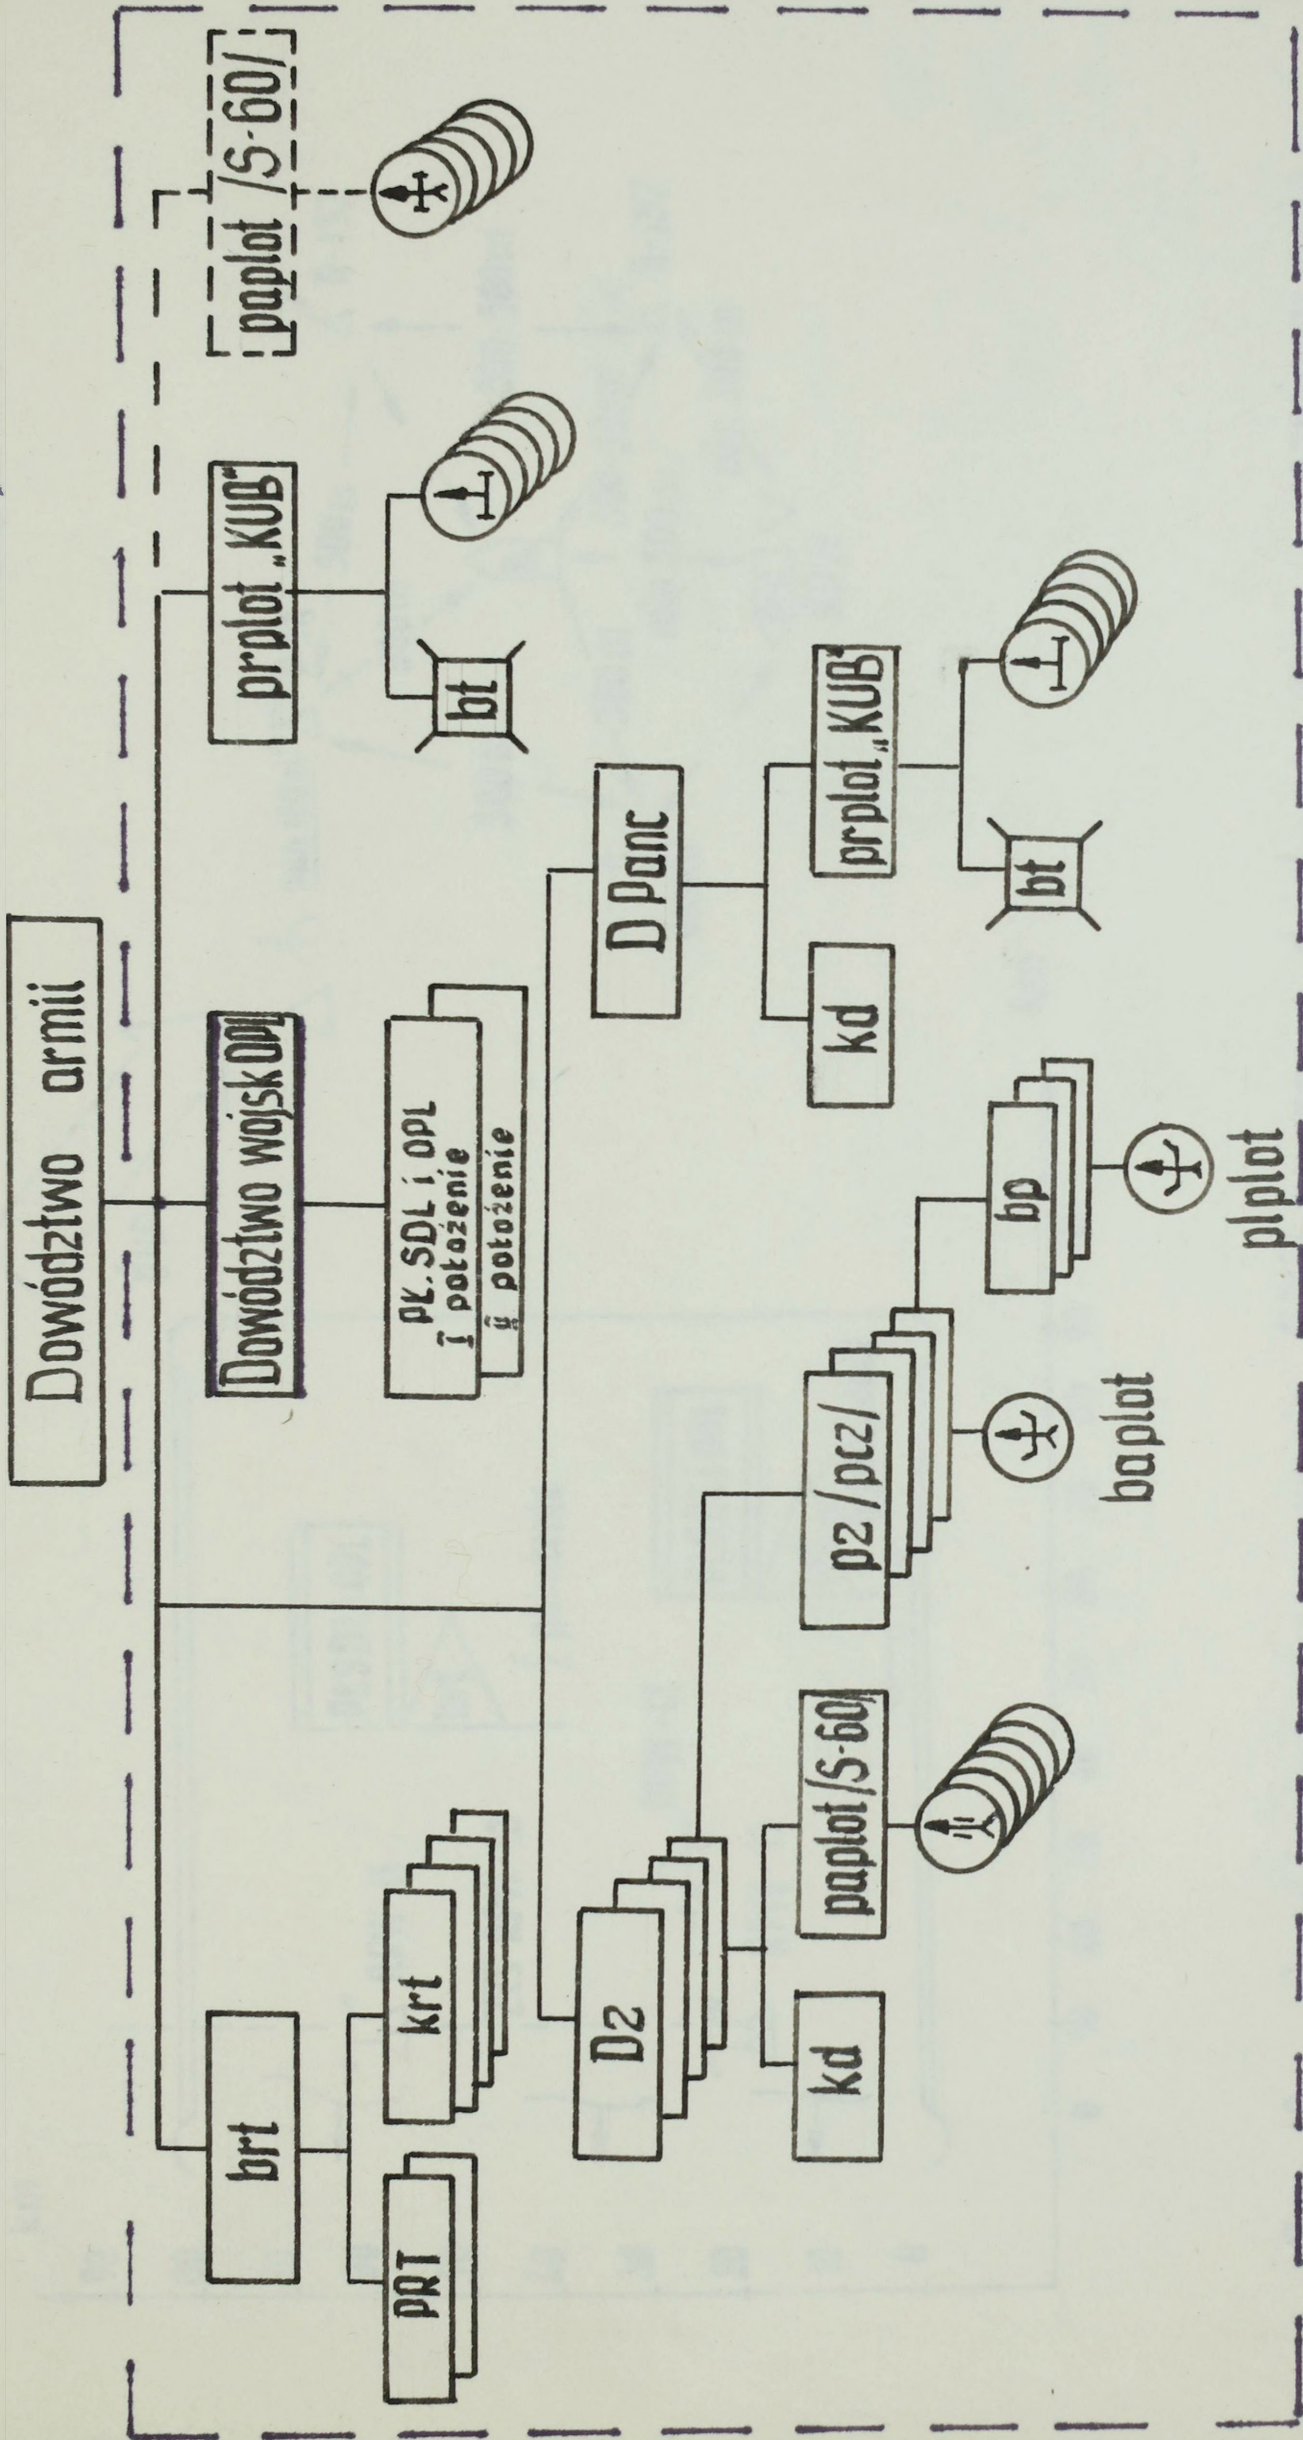 Dowództwo armii
brt
Dowództwo wojsk OPL
prplot „KUB"
paplot /S-60/
PRT
krt
PŁ.SDL i OPL
I położenie
II położenie
bt
Dz
D Panc
kd
paplot/S-60/
pz /pcz/
kd
prplot „KUB"
baplot
bp
bt
plplot